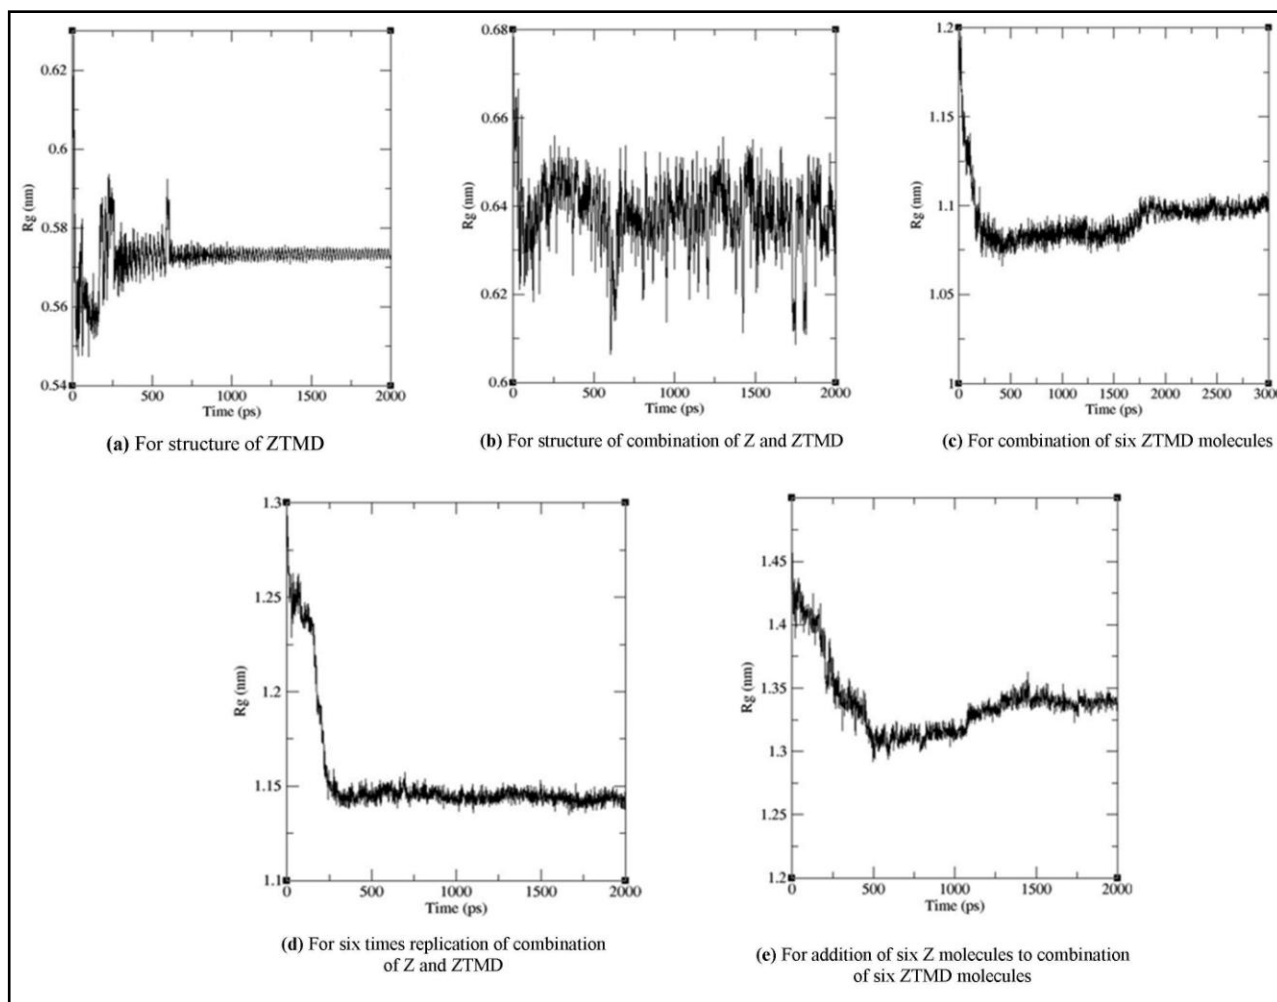 0.62
0.6
0.58
0.56
0.54
Rg (nm)
0 500 1000 1500 2000
Time (ps)
(a) For structure of ZTMD
0.68
0.66
0.64
0.62
0.6
Rg (nm)
0 500 1000 1500 2000
Time (ps)
(b) For structure of combination of Z and ZTMD
1.2
1.15
1.1
1.05
1
Rg (nm)
0 500 1000 1500 2000 2500 3000
Time (ps)
(c) For combination of six ZTMD molecules
1.3
1.25
1.2
1.15
1.1
Rg (nm)
0 500 1000 1500 2000
Time (ps)
(d) For six times replication of combination
of Z and ZTMD
1.45
1.4
1.35
1.3
1.25
1.2
Rg (nm)
0 500 1000 1500 2000
Time (ps)
(e) For addition of six Z molecules to combination
of six ZTMD molecules